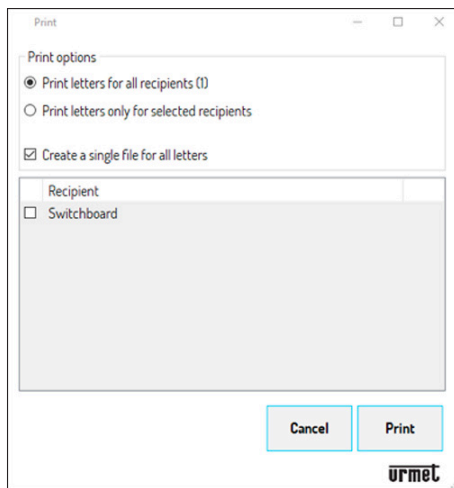 Print
Print options
Print letters for all recipients (1)
Print letters only for selected recipients
Create a single file for all letters
Recipient
Switchboard
Cancel
Print
urmet